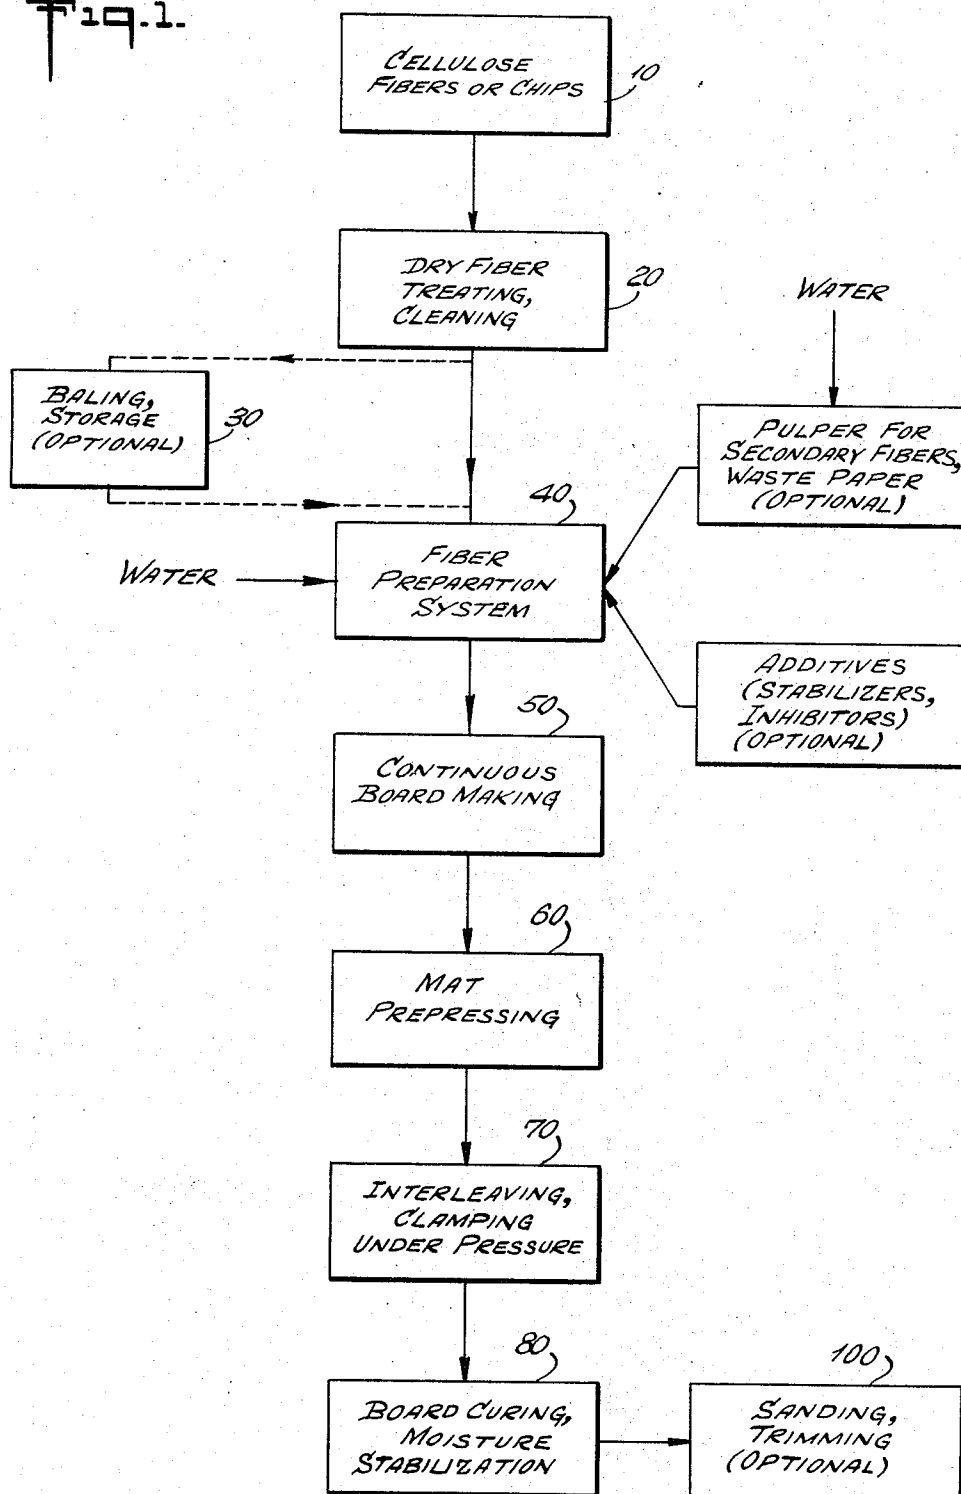 Fig.1.
CELLULOSE
FIBERS OR CHIPS
10
DRY FIBER
TREATING,
CLEANING
20
WATER
BALING,
STORAGE
(OPTIONAL)
30
PULPER FOR
SECONDARY FIBERS,
WASTE PAPER
(OPTIONAL)
40
WATER
FIBER
PREPARATION
SYSTEM
ADDITIVES
(STABILIZERS,
INHIBITORS)
(OPTIONAL)
50
CONTINUOUS
BOARD MAKING
60
MAT
PREPRESSING
70
INTERLEAVING,
CLAMPING
UNDER PRESSURE
80
BOARD CURING,
MOISTURE
STABILIZATION
100
SANDING,
TRIMMING
(OPTIONAL)